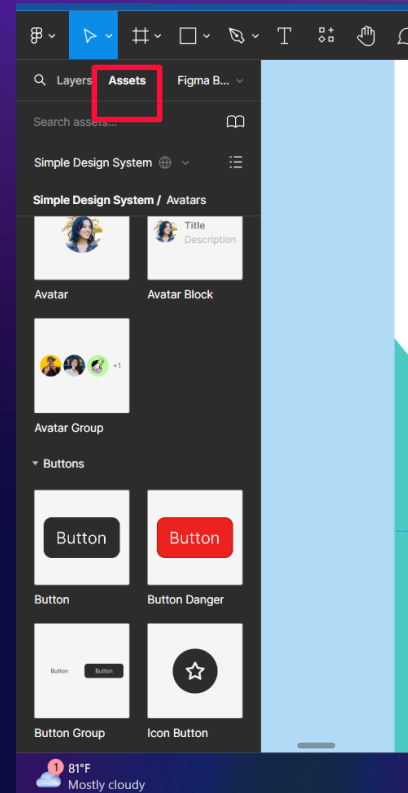 Layers Assets Figma B...
Search assets...
Simple Design System
Simple Design System / Avatars
Title
Description
Avatar
Avatar Block
+1
Avatar Group
Buttons
Button
Button
Button
Button Danger
Button
Button
Button Group
Icon Button
1
81°F
Mostly cloudy